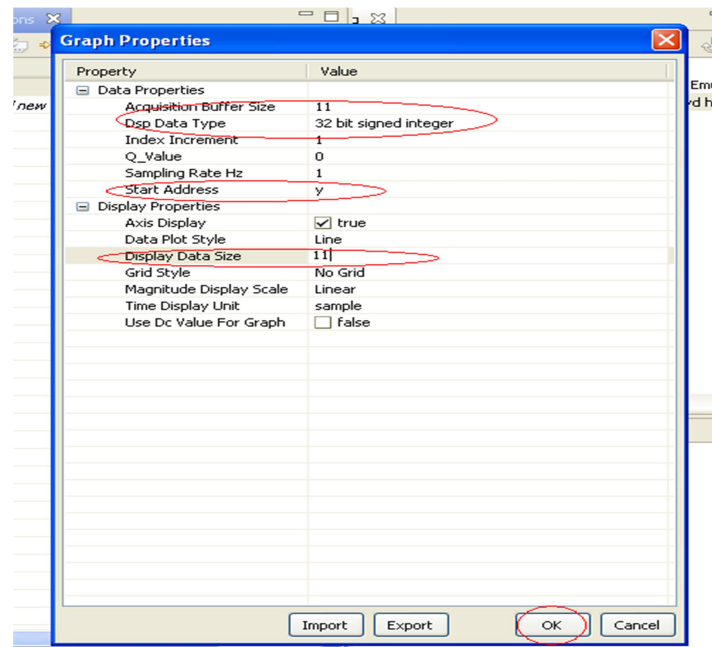 ons
Graph Properties
Property Value
Data Properties
Acquisition Buffer Size 11
Dsp Data Type 32 bit signed integer
Index Increment 1
Q_Value 0
Sampling Rate Hz 1
Start Address y
Display Properties
Axis Display true
Data Plot Style Line
Display Data Size 11
Grid Style No Grid
Magnitude Display Scale Linear
Time Display Unit sample
Use Dc Value For Graph false
new
Emu
d h
Import Export OK Cancel